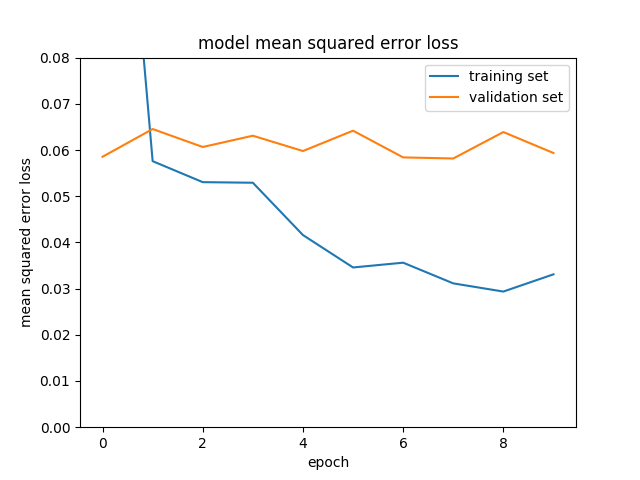 model mean squared error loss
training set
validation set
0.08
0.07
0.06
0.05
0.04
0.03
0.02
0.01
0.00
mean squared error loss
0 2 4 6 8
epoch